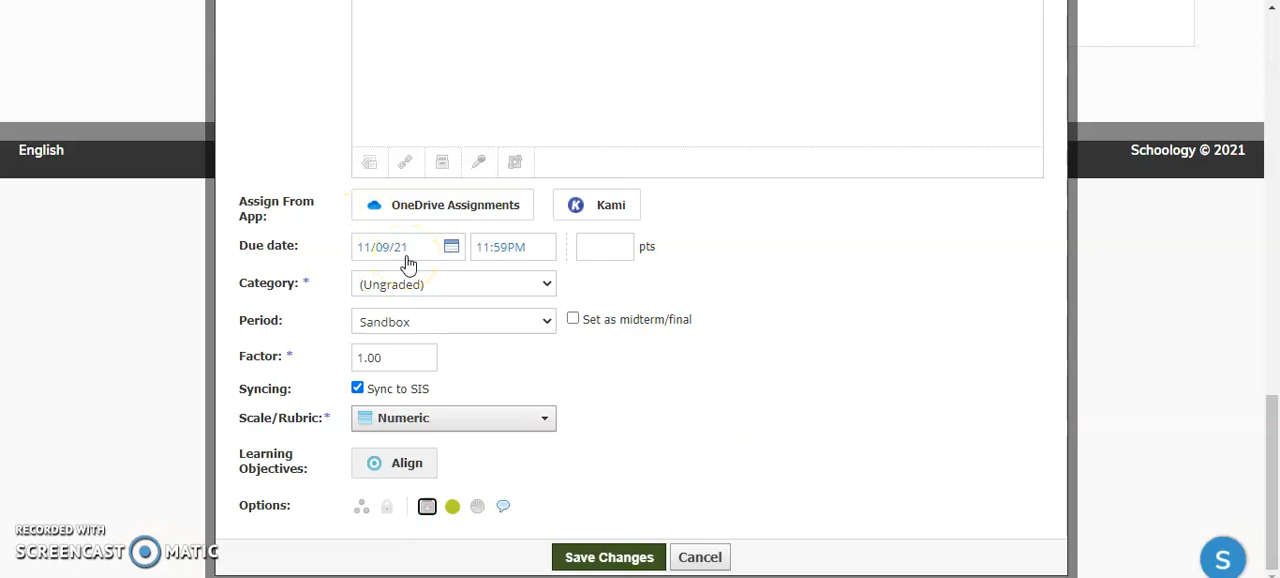 English
Schoology © 2021
Assign From
App:
OneDrive Assignments
K Kami
Due date:
11/09/21
11:59PM
pts
Category: *
(Ungraded)
Period:
Sandbox
Set as midterm/final
Factor: *
1.00
Syncing:
Sync to SIS
Scale/Rubric:*
Numeric
Learning
Objectives:
Align
Options:
Save Changes
Cancel
RECORDED WITH
SCREENCAST MATIC
S